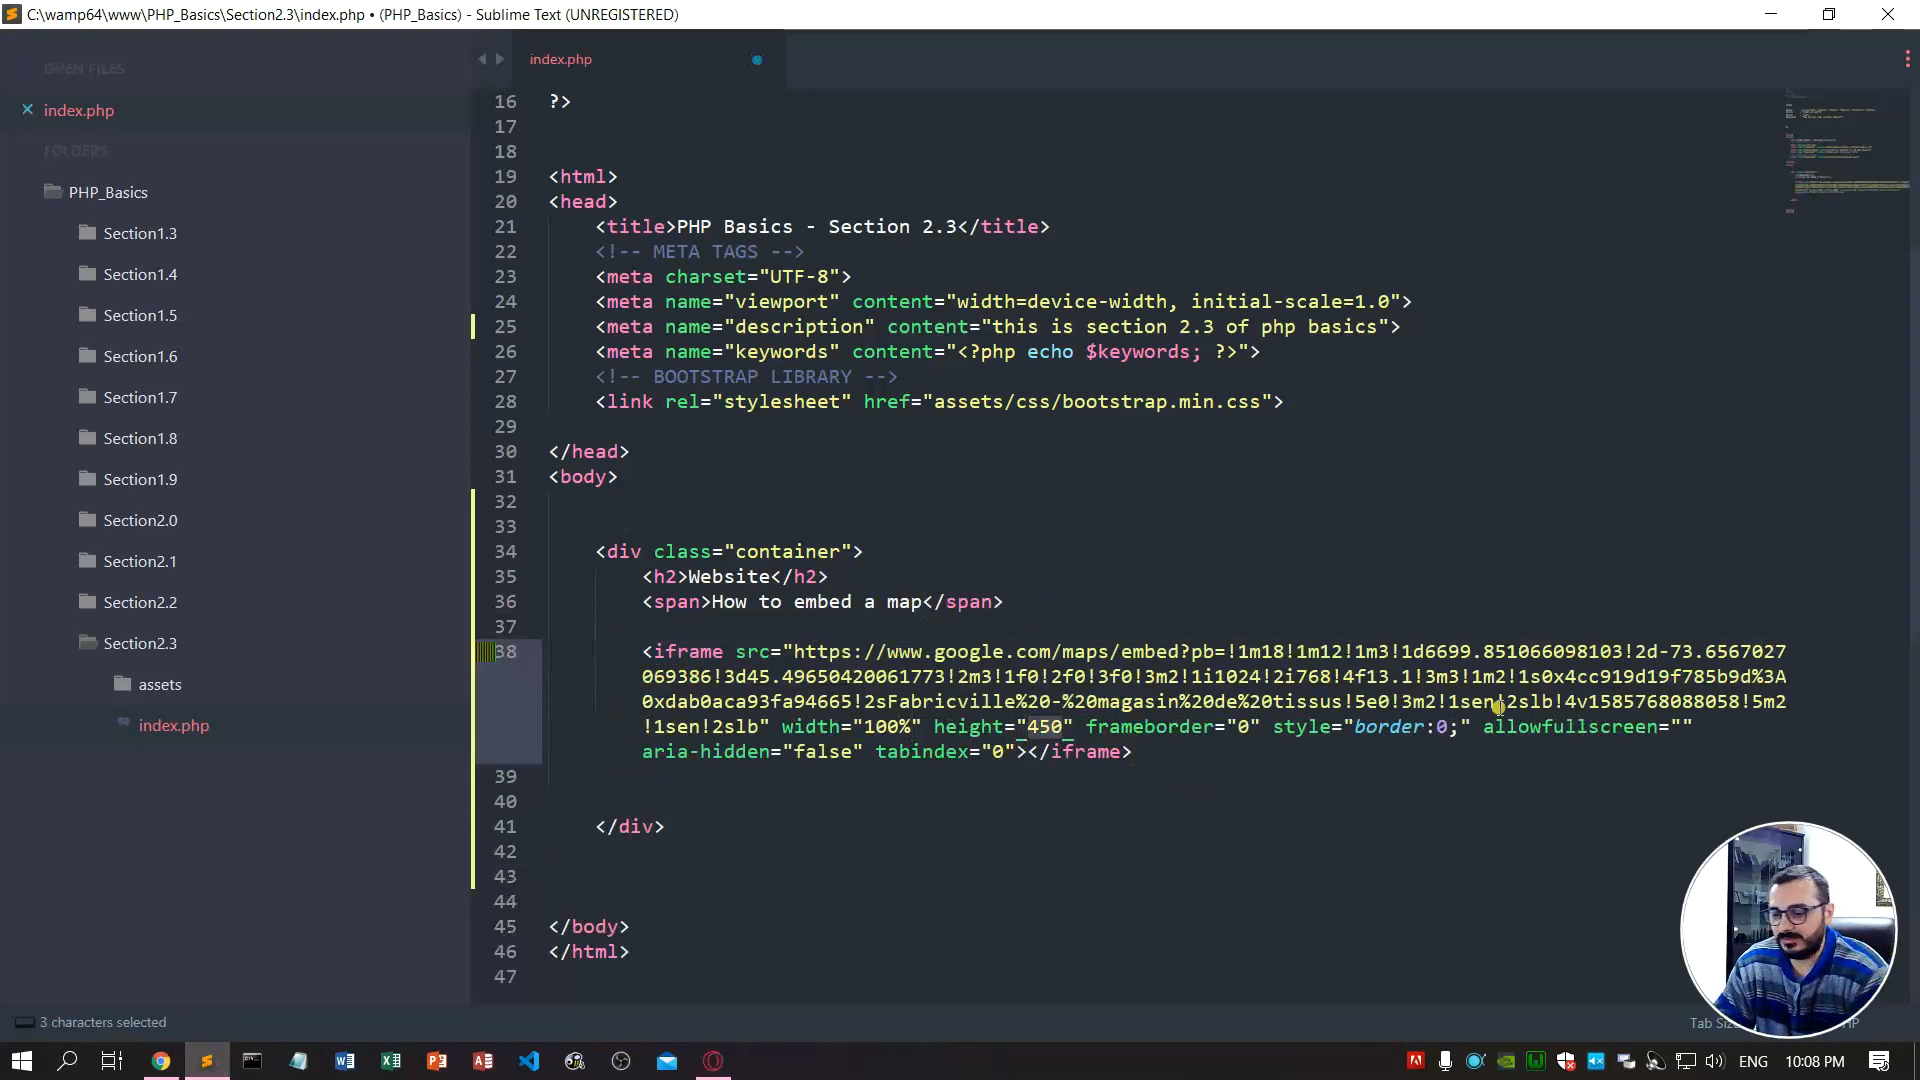 C:\wamp64\www\PHP_Basics\Section2.3\index.php • (PHP_Basics) - Sublime Text (UNREGISTERED)
OPEN FILES
index.php
FOLDERS
PHP_Basics
Section1.3
Section1.4
Section1.5
Section1.6
Section1.7
Section1.8
Section1.9
Section2.0
Section2.1
Section2.2
Section2.3
assets
index.php
index.php
16 ?>
17
18
19 <html>
20 <head>
21 <title>PHP Basics - Section 2.3</title>
22 <!-- META TAGS -->
23 <meta charset="UTF-8">
24 <meta name="viewport" content="width=device-width, initial-scale=1.0">
25 <meta name="description" content="this is section 2.3 of php basics">
26 <meta name="keywords" content="<?php echo $keywords; ?>">
27 <!-- BOOTSTRAP LIBRARY -->
28 <link rel="stylesheet" href="assets/css/bootstrap.min.css">
29
30 </head>
31 <body>
32
33
34 <div class="container">
35 <h2>Website</h2>
36 <span>How to embed a map</span>
37
38 <iframe src="https://www.google.com/maps/embed?pb=!1m18!1m12!1m3!1d6699.851066098103!2d-73.6567027
069386!3d45.49650420061773!2m3!1f0!2f0!3f0!3m2!1i1024!2i768!4f13.1!3m3!1m2!1s0x4cc919d19f785b9d%3A
0xdab0aca93fa94665!2sFabricville%20-%20magasin%20de%20tissus!5e0!3m2!1sen!2slb!4v1585768088058!5m2
!1sen!2slb" width="100%" height="450" frameborder="0" style="border:0;" allowfullscreen=""
aria-hidden="false" tabindex="0"></iframe>
39
40
41 </div>
42
43
44
45 </body>
46 </html>
47
3 characters selected
Tab
HP
ENG
10:08 PM